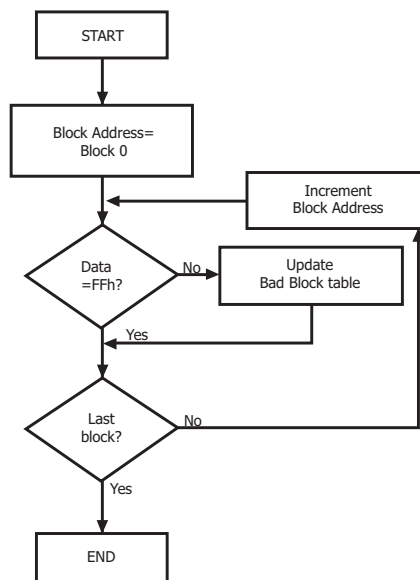 START
Block Address=
Block 0
Increment
Block Address
Data
=FFh?
No
Update
Bad Block table
Yes
Last
block?
No
Yes
END